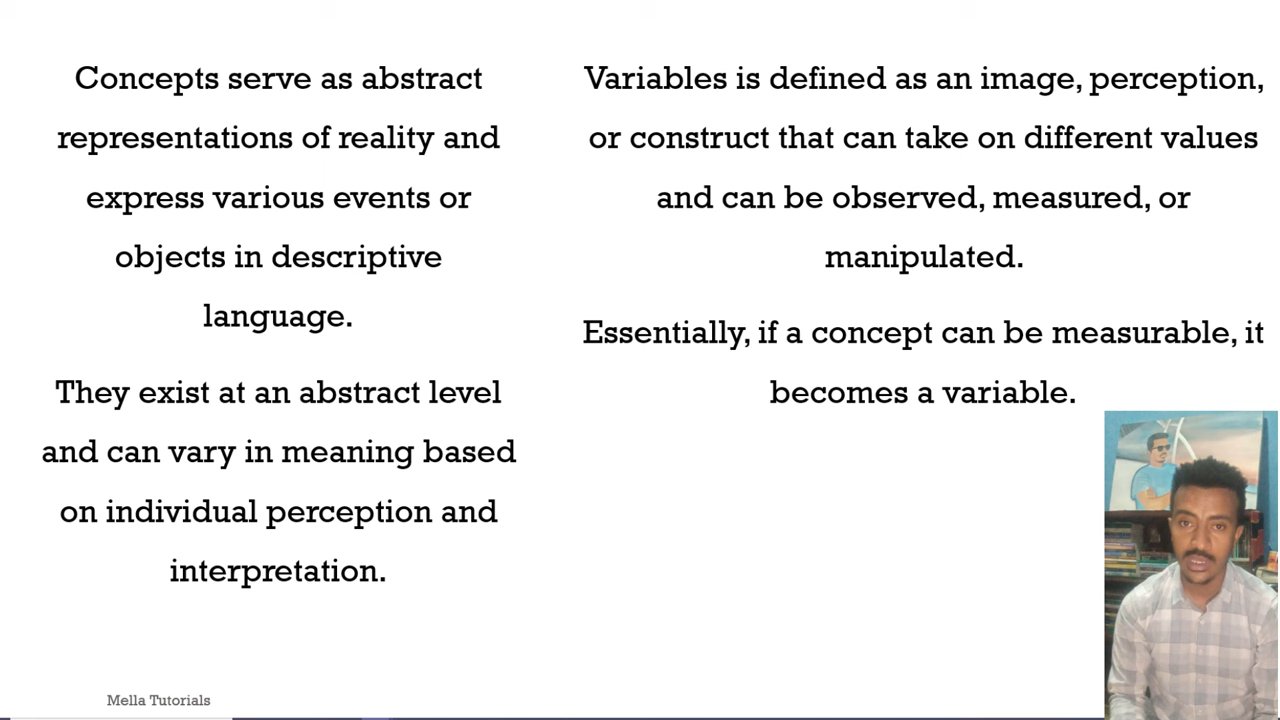 Concepts serve as abstract
representations of reality and
express various events or
objects in descriptive
language.
They exist at an abstract level
and can vary in meaning based
on individual perception and
interpretation.
Variables is defined as an image, perception,
or construct that can take on different values
and can be observed, measured, or
manipulated.
Essentially, if a concept can be measurable, it
becomes a variable.
Mella Tutorials